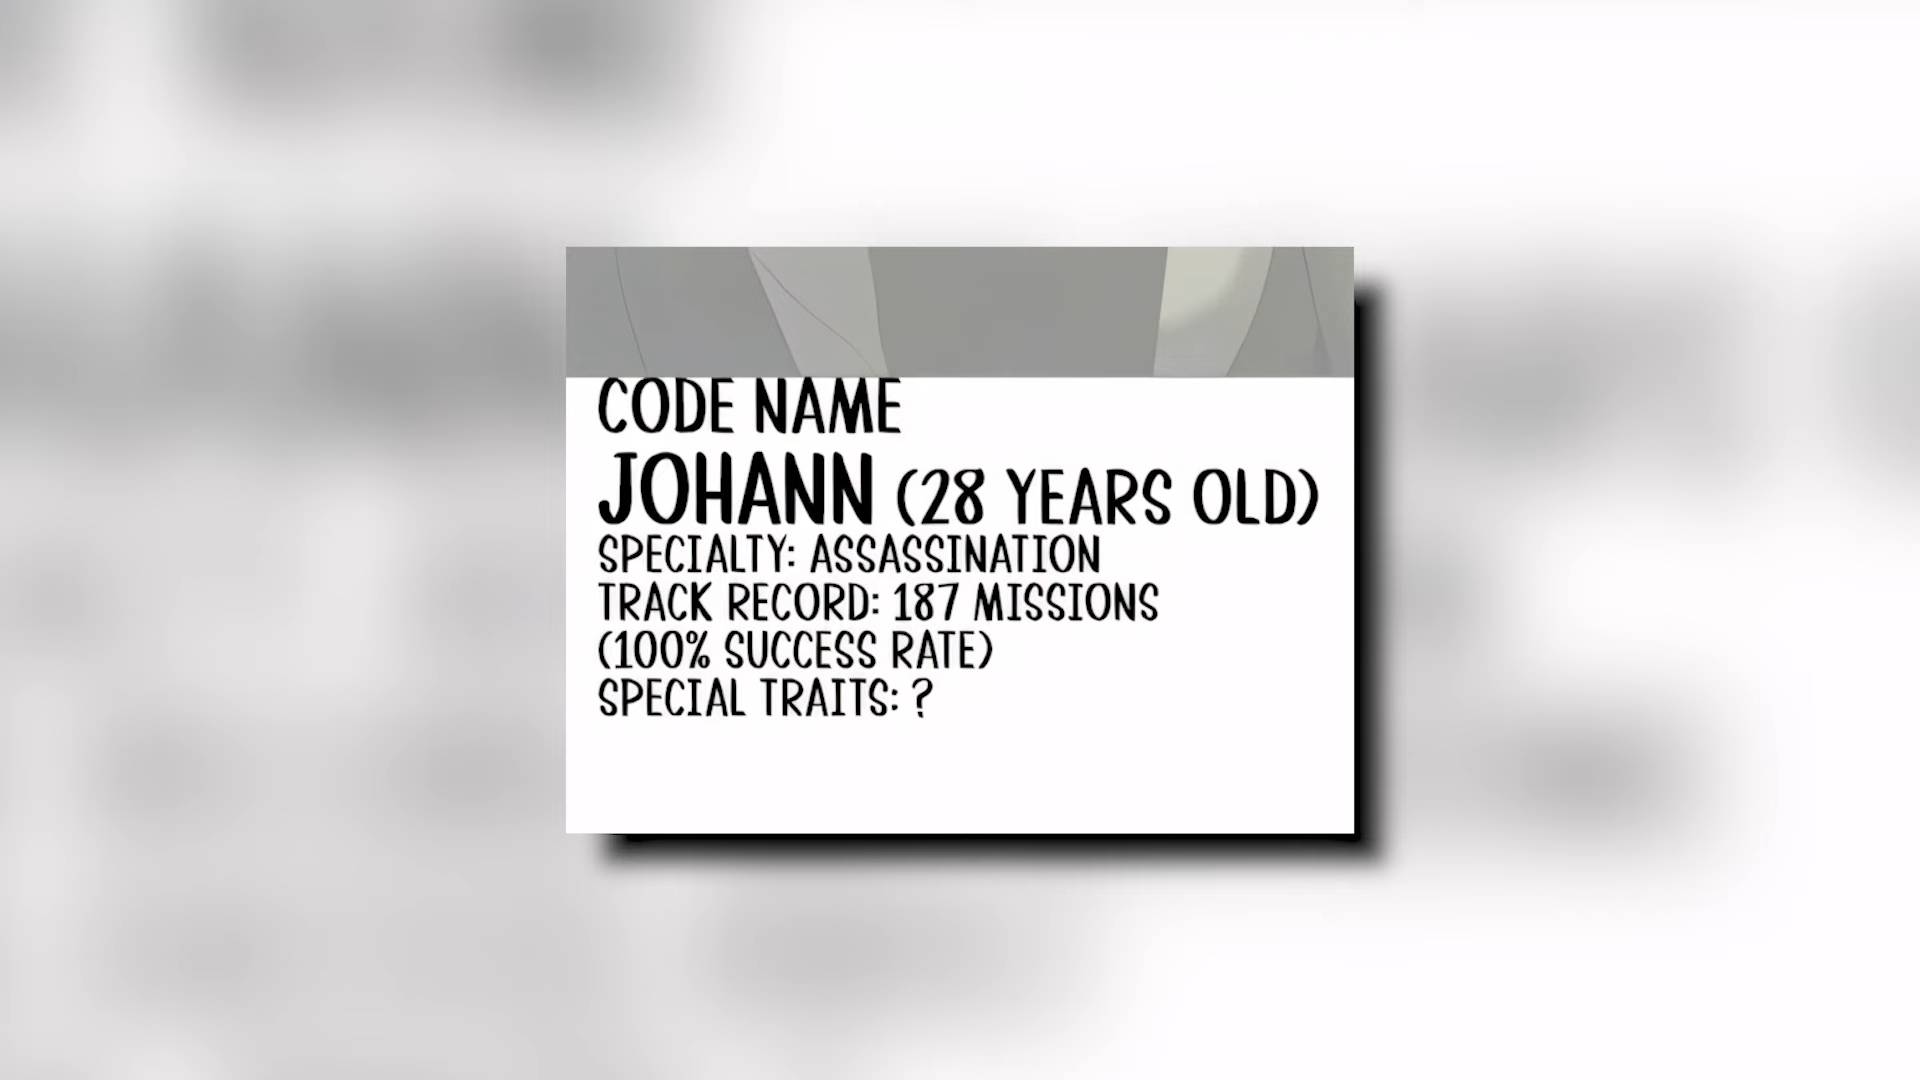 CODE NAME
JOHANN (28 YEARS OLD)
SPECIALTY: ASSASSINATION
TRACK RECORD: 187 MISSIONS
(100% SUCCESS RATE)
SPECIAL TRAITS: ?